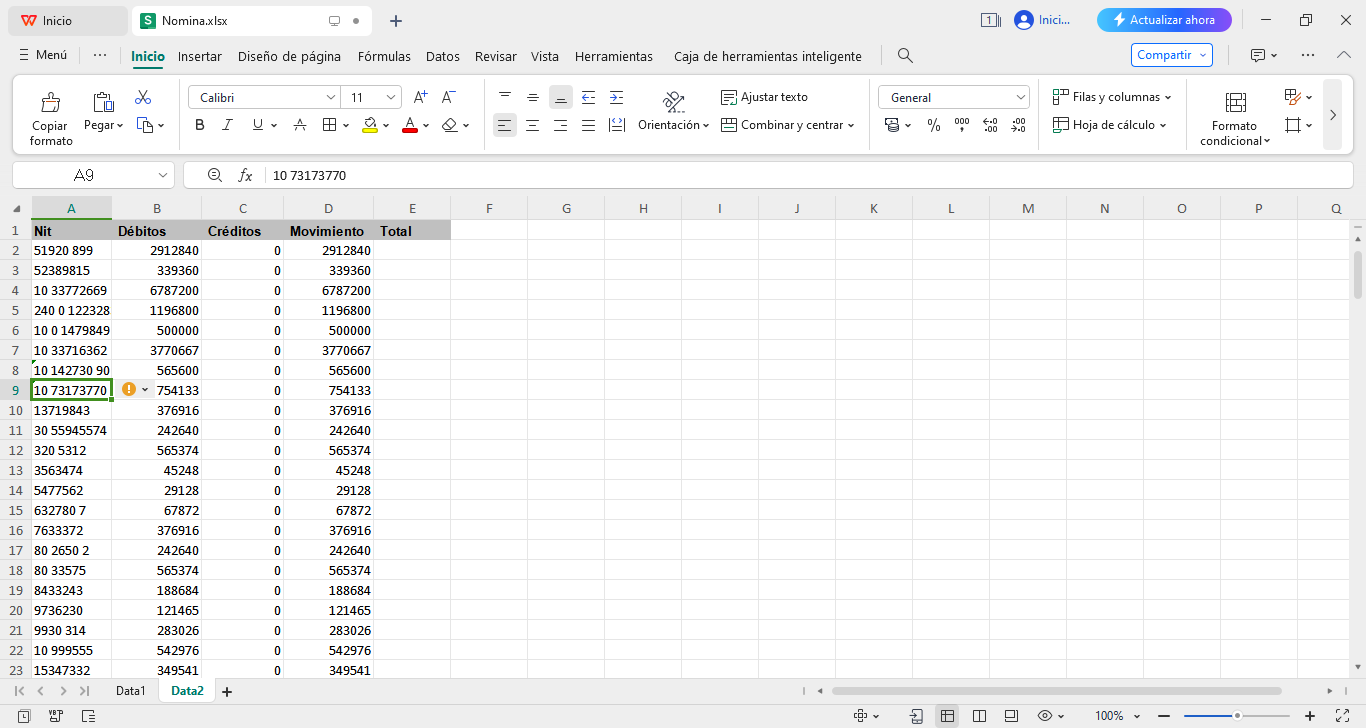 Inicio
Nomina.xlsx
Inici...
Actualizar ahora
Menú
Inicio Insertar Diseño de página Fórmulas Datos Revisar Vista Herramientas Caja de herramientas inteligente
Compartir
Copiar formato
Pegar
Calibri 11
Orientación
Ajustar texto
Combinar y centrar
General
Filas y columnas
Hoja de cálculo
Formato condicional
A9
fx 10 73173770
A B C D E F G H I J K L M N O P Q
1 Nit Débitos Créditos Movimiento Total
2 51920 899 2912840 0 2912840
3 52389815 339360 0 339360
4 10 33772669 6787200 0 6787200
5 240 0 122328 1196800 0 1196800
6 10 0 1479849 500000 0 500000
7 10 33716362 3770667 0 3770667
8 10 142730 90 565600 0 565600
9 10 73173770 754133 0 754133
10 13719843 376916 0 376916
11 30 55945574 242640 0 242640
12 320 5312 565374 0 565374
13 3563474 45248 0 45248
14 5477562 29128 0 29128
15 632780 7 67872 0 67872
16 7633372 376916 0 376916
17 80 2650 2 242640 0 242640
18 80 33575 565374 0 565374
19 8433243 188684 0 188684
20 9736230 121465 0 121465
21 9930 314 283026 0 283026
22 10 999555 542976 0 542976
23 15347332 349541 0 349541
Data1 Data2
100%